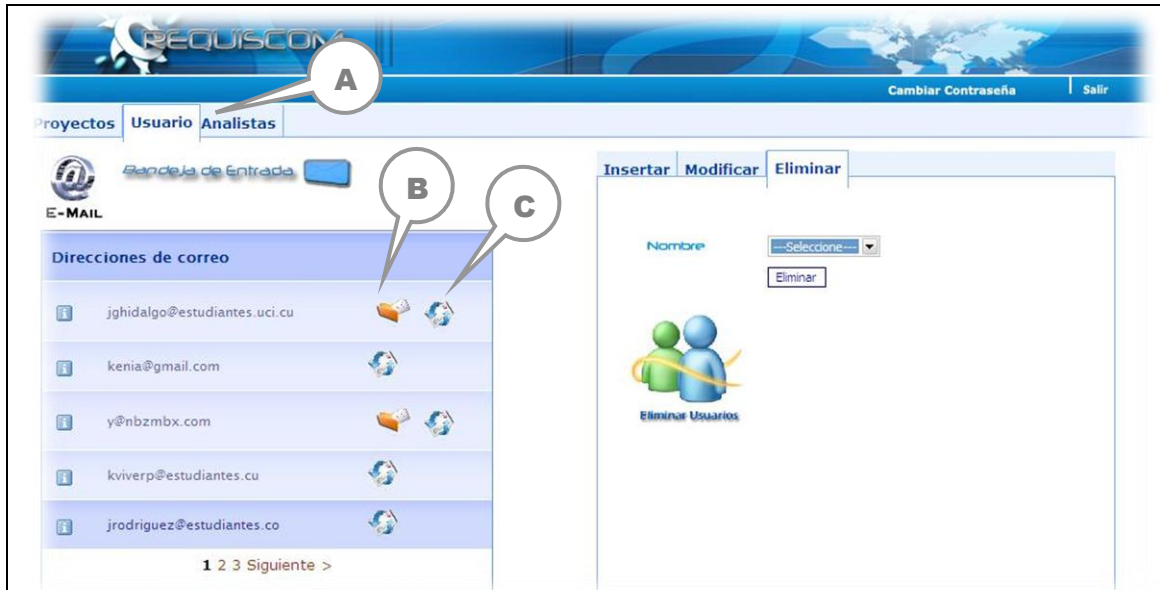 REQUISCOM
A
Cambiar Contraseña Salir
Proyectos Usuario Analistas
Bandeja de Entrada
E-MAIL
B
C
Insertar Modificar Eliminar
Direcciones de correo
Nombre ---Seleccione---
Eliminar
jghidalgo@estudiantes.uci.cu
kenia@gmail.com
y@nbzmbx.com
kviverp@estudiantes.cu
jrodriguez@estudiantes.co
1 2 3 Siguiente >
Eliminar Usuarios